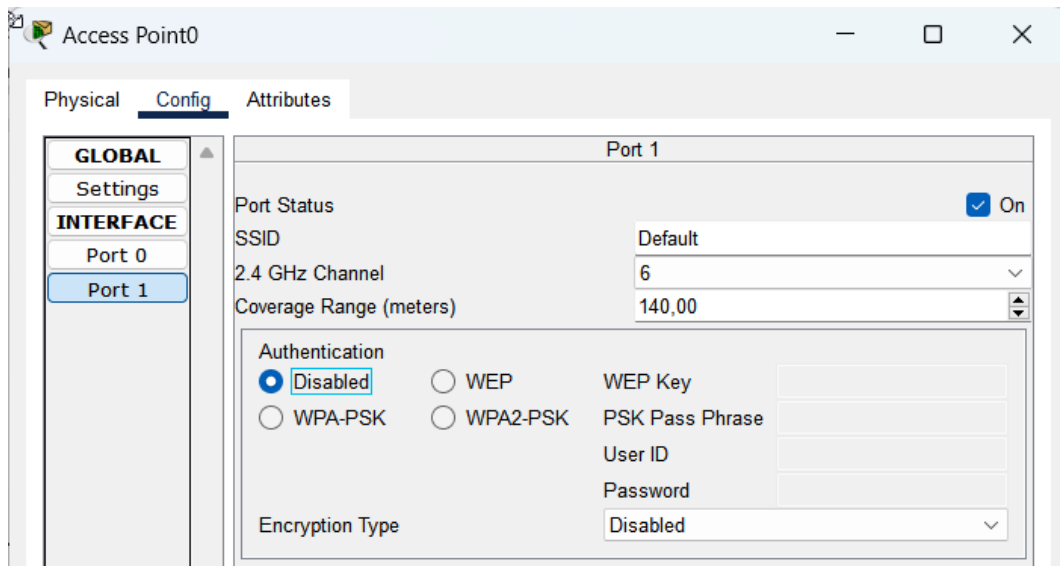 Access Point0
Physical Config Attributes
GLOBAL
Settings
INTERFACE
Port 0
Port 1
Port 1
Port Status On
SSID Default
2.4 GHz Channel 6
Coverage Range (meters) 140,00
Authentication
Disabled WEP WEP Key
WPA-PSK WPA2-PSK PSK Pass Phrase
User ID
Password
Encryption Type Disabled